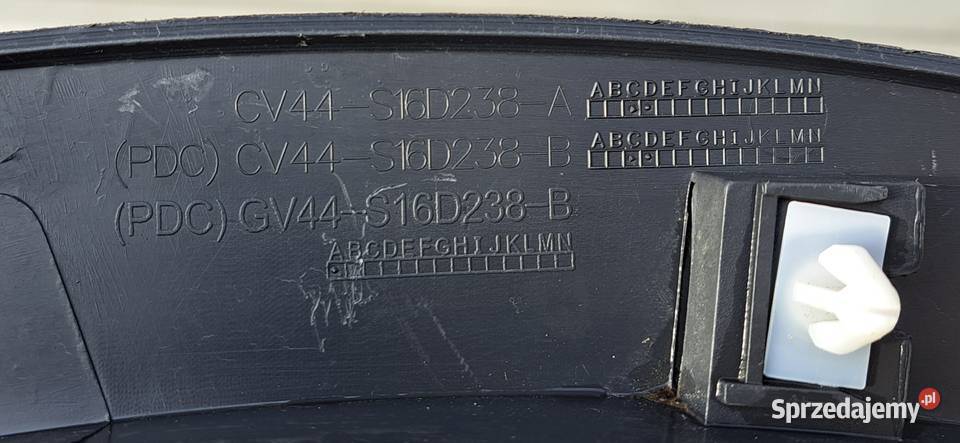 CV44-S16D238-A ABCDEFGHIJKLMN
(PDC) CV44-S16D238-B ABCDEFGHIJKLMN
(PDC) GV44-S16D238-B
ABCDEFGHIJKLMN
Sprzedajemy.pl